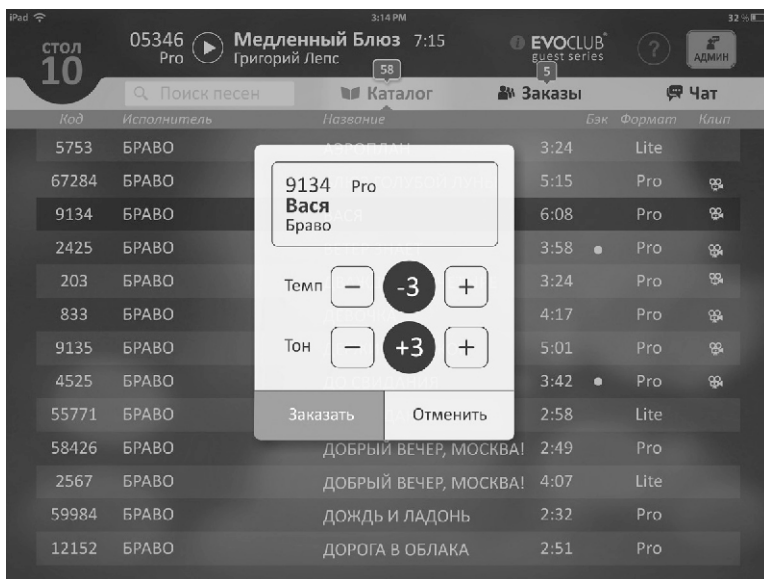 iPad 3:14 PM 32 %
СТОЛ
10
05346
Pro
Медленный Блюз 7:15
Григорий Лепс
EVOCLUB
guest series
?
АДМИН
58
5
Поиск песен Каталог Заказы Чат
Код Исполнитель Название Бэк Формат Клип
5753 БРАВО 3:24 Lite
67284 БРАВО 5:15 Pro
9134 БРАВО 6:08 Pro
2425 БРАВО 3:58 Pro
203 БРАВО 3:24 Pro
833 БРАВО 4:17 Pro
9135 БРАВО 5:01 Pro
4525 БРАВО 3:42 Pro
55771 БРАВО 2:58 Lite
58426 БРАВО ДОБРЫЙ ВЕЧЕР, МОСКВА! 2:49 Pro
2567 БРАВО ДОБРЫЙ ВЕЧЕР, МОСКВА! 4:07 Lite
59984 БРАВО ДОЖДЬ И ЛАДОНЬ 2:32 Pro
12152 БРАВО ДОРОГА В ОБЛАКА 2:51 Pro
9134 Pro
Вася
Браво
Темп − -3 +
Тон − +3 +
Заказать Отменить